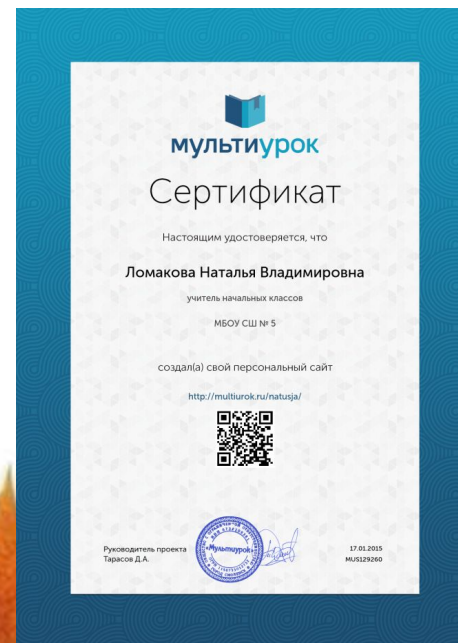 мультиурок
Сертификат
Настоящим удостоверяется, что
Ломакова Наталья Владимировна
учитель начальных классов
МБОУ СШ № 5
создал(а) свой персональный сайт
http://multiurok.ru/natusja/
Руководитель проекта
Тарасов Д.А.
«Мультиурок»
17.01.2015
MUS129260